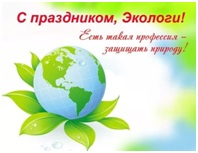 С праздником, Экологи!
Есть такая профессия –
защищать природу!